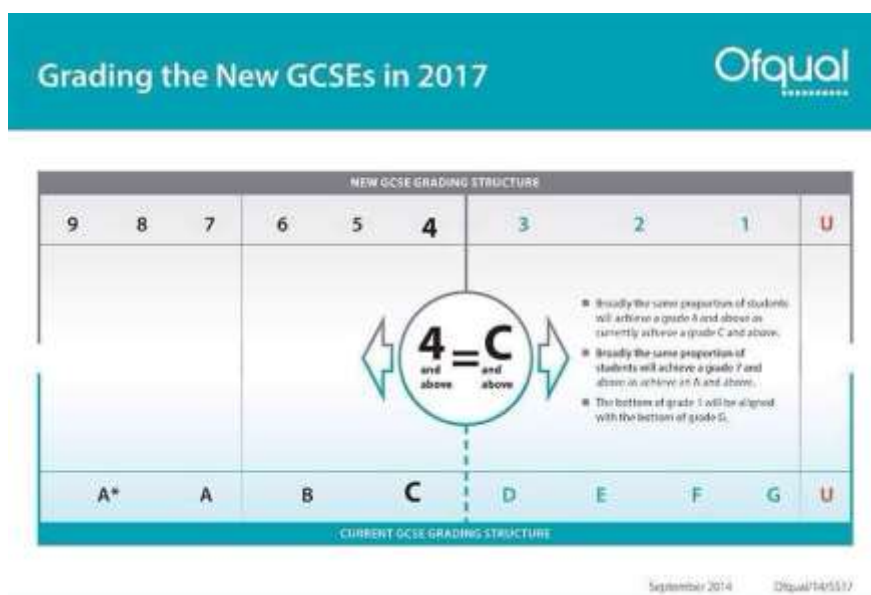 Grading the New GCSEs in 2017
Ofqual
NEW GCSE GRADING STRUCTURE
9 8 7 6 5 4 3 2 1 U
4 = C
and above and above
■ Broadly the same proportion of students
will achieve a grade 4 and above as
currently achieve a grade C and above.
■ Broadly the same proportion of
students will achieve a grade 7 and
above as achieve an A and above.
■ The bottom of grade 1 will be aligned
with the bottom of grade G.
A* A B C D E F G U
CURRENT GCSE GRADING STRUCTURE
September 2014 Ofqual/14/5517